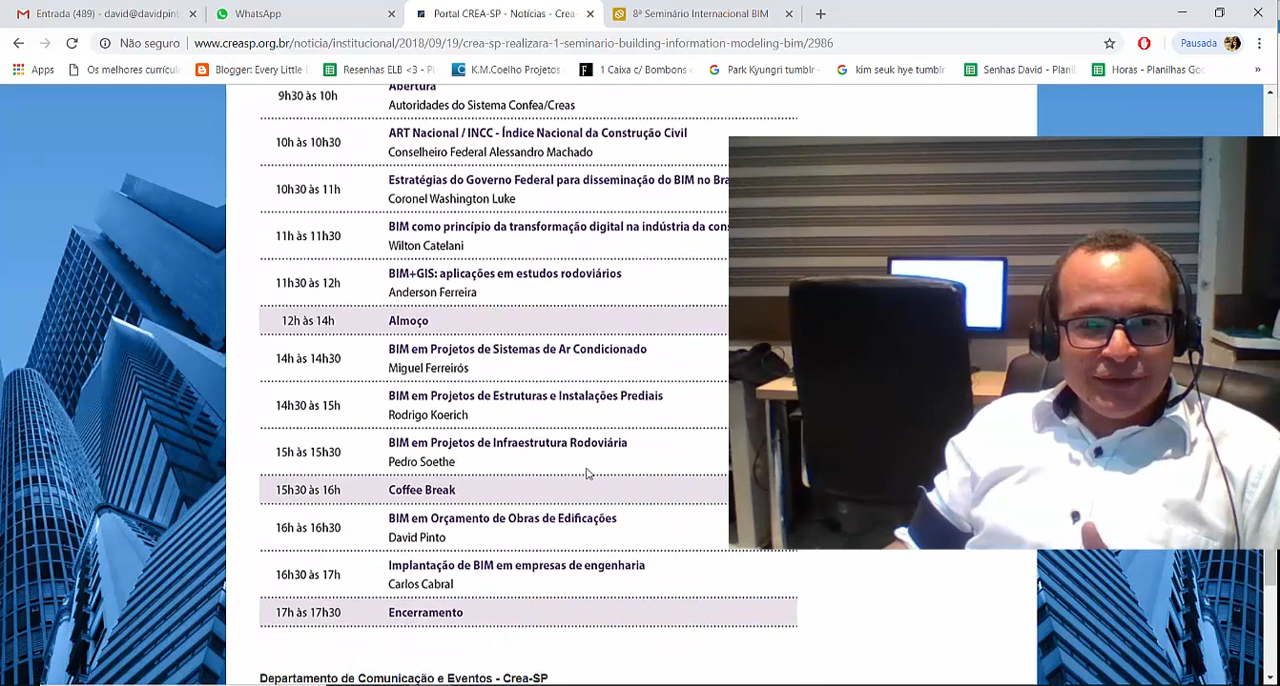 Entrada (489) - david@davidpint
WhatsApp
Portal CREA-SP - Notícias - Crea-
8º Seminário Internacional BIM
Não seguro
www.creasp.org.br/noticia/institucional/2018/09/19/crea-sp-realizara-1-seminario-building-information-modeling-bim/2986
Pausada
Apps
Os melhores currícul
Blogger: Every Little
Resenhas ELB <3 - Pl
K.M.Coelho Projetos
1 Caixa c/ Bombons
Park Kyungri tumblr
kim seuk hye tumblr
Senhas David - Planil
Horas - Planilhas Go
»
9h30 às 10h
Abertura
Autoridades do Sistema Confea/Creas
10h às 10h30
ART Nacional / INCC - Índice Nacional da Construção Civil
Conselheiro Federal Alessandro Machado
10h30 às 11h
Estratégias do Governo Federal para disseminação do BIM no Bra
Coronel Washington Luke
11h às 11h30
BIM como princípio da transformação digital na indústria da cons
Wilton Catelani
11h30 às 12h
BIM+GIS: aplicações em estudos rodoviários
Anderson Ferreira
12h às 14h
Almoço
14h às 14h30
BIM em Projetos de Sistemas de Ar Condicionado
Miguel Ferreirós
14h30 às 15h
BIM em Projetos de Estruturas e Instalações Prediais
Rodrigo Koerich
15h às 15h30
BIM em Projetos de Infraestrutura Rodoviária
Pedro Soethe
15h30 às 16h
Coffee Break
16h às 16h30
BIM em Orçamento de Obras de Edificações
David Pinto
16h30 às 17h
Implantação de BIM em empresas de engenharia
Carlos Cabral
17h às 17h30
Encerramento
Departamento de Comunicação e Eventos - Crea-SP